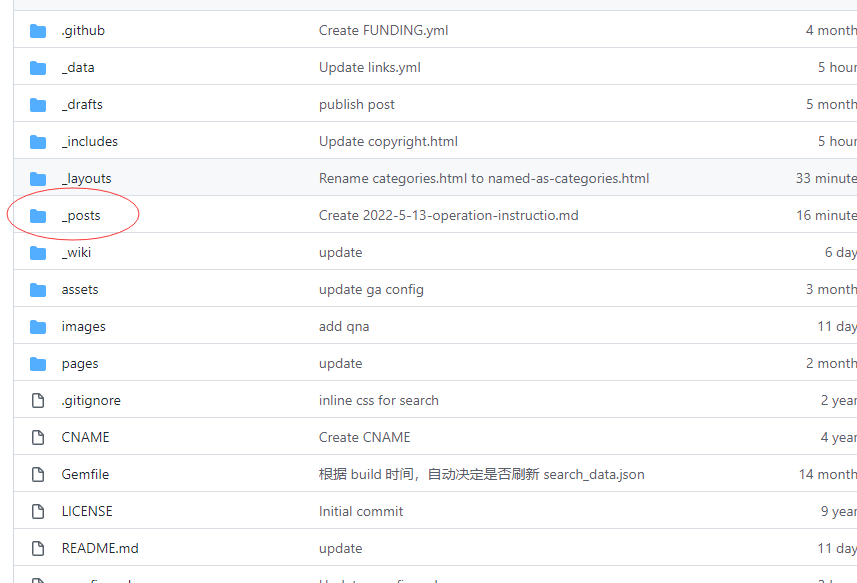 .github Create FUNDING.yml 4 month
_data Update links.yml 5 hour
_drafts publish post 5 month
_includes Update copyright.html 5 hour
_layouts Rename categories.html to named-as-categories.html 33 minute
_posts Create 2022-5-13-operation-instructio.md 16 minute
_wiki update 6 day
assets update ga config 3 month
images add qna 11 day
pages update 2 month
.gitignore inline css for search 2 year
CNAME Create CNAME 4 year
Gemfile 根据 build 时间，自动决定是否刷新 search_data.json 14 month
LICENSE Initial commit 9 year
README.md update 11 day